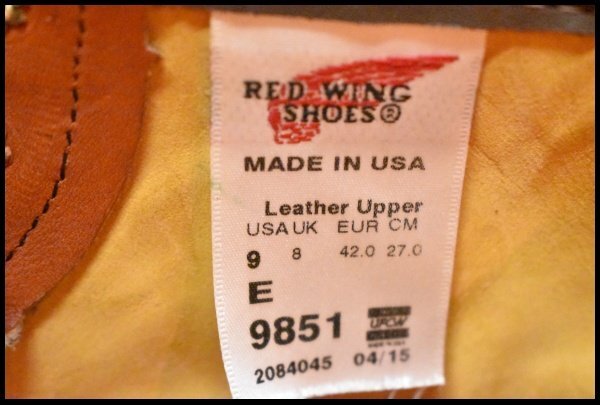 RED WING
SHOES®
MADE IN USA
Leather Upper
USA UK EUR CM
9 8 42.0 27.0
E
9851 UFCW
2084045 04/15